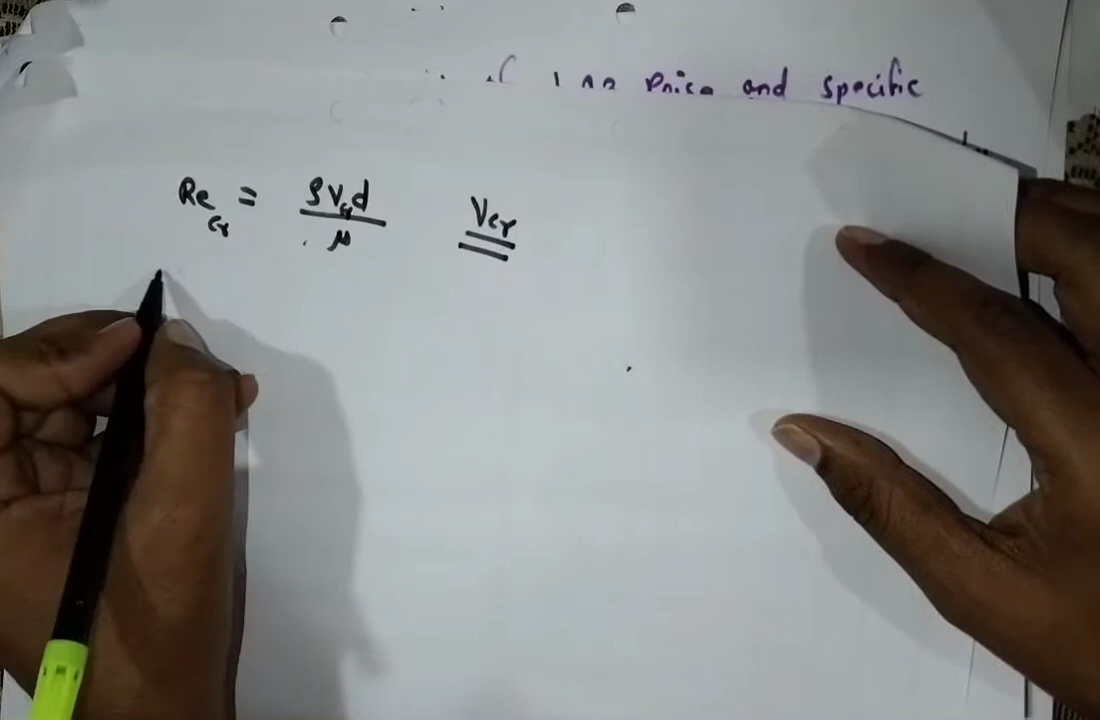 and specific
Re_cr = ρV_cr d / μ V_cr